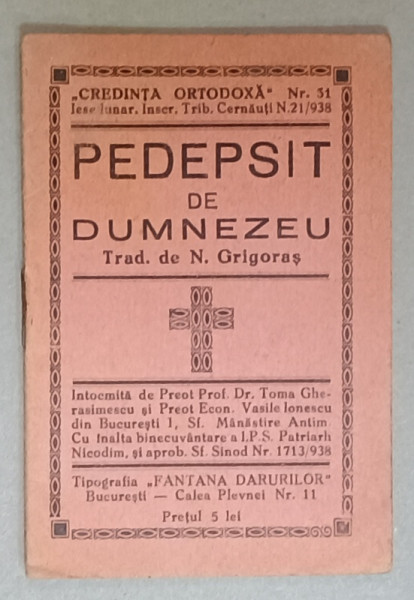 „CREDINȚA ORTODOXĂ" Nr. 31
Iese lunar. Inscr. Trib. Cernăuți N.21/938
PEDEPSIT
DE
DUMNEZEU
Trad. de N. Grigoraș
Intocmită de Preot Prof. Dr. Toma Ghe-
rasimescu și Preot Econ. Vasile Ionescu
din București 1, Sf. Mănăstire Antim.
Cu Inalta binecuvântare a I.P.S. Patriarh
Nicodim, și aprob. Sf. Sinod Nr. 1713/938
Tipografia „FANTANA DARURILOR"
București — Calea Plevnei Nr. 11
Prețul 5 lei